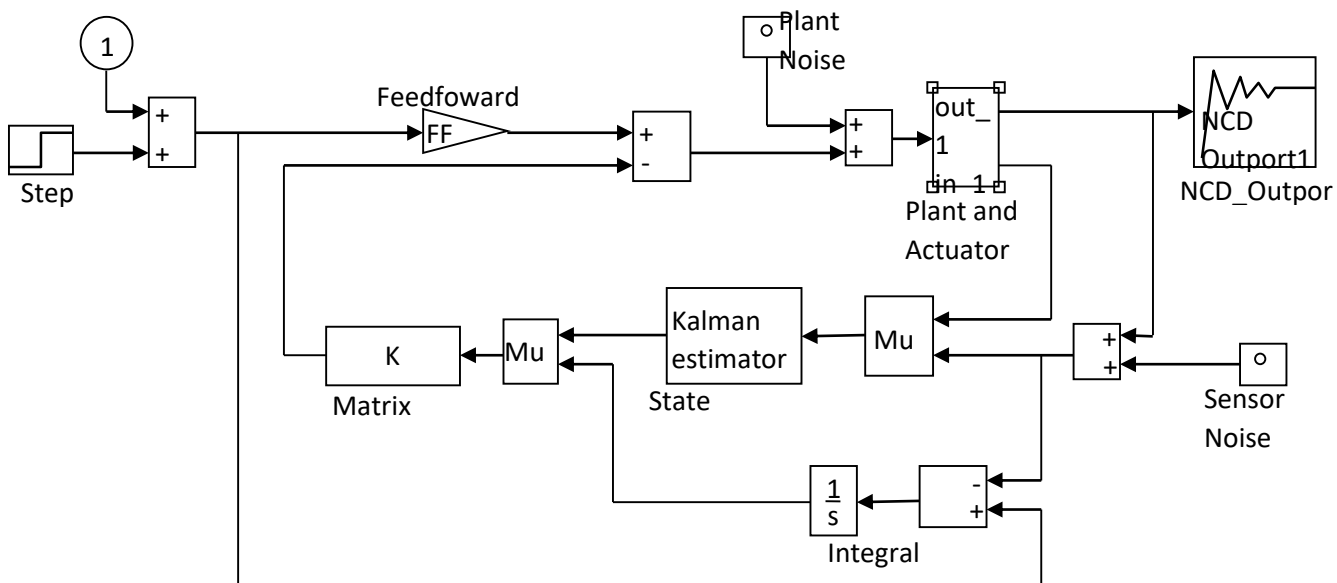 1
+
+
Step
Feedfoward
FF
+
-
Plant
Noise
+
+
out_
1
in_1
Plant and
Actuator
NCD
Outport1
NCD_Outpor
K
Matrix
Mu
Kalman
estimator
State
Mu
+
+
Sensor
Noise
1
s
Integral
-
+